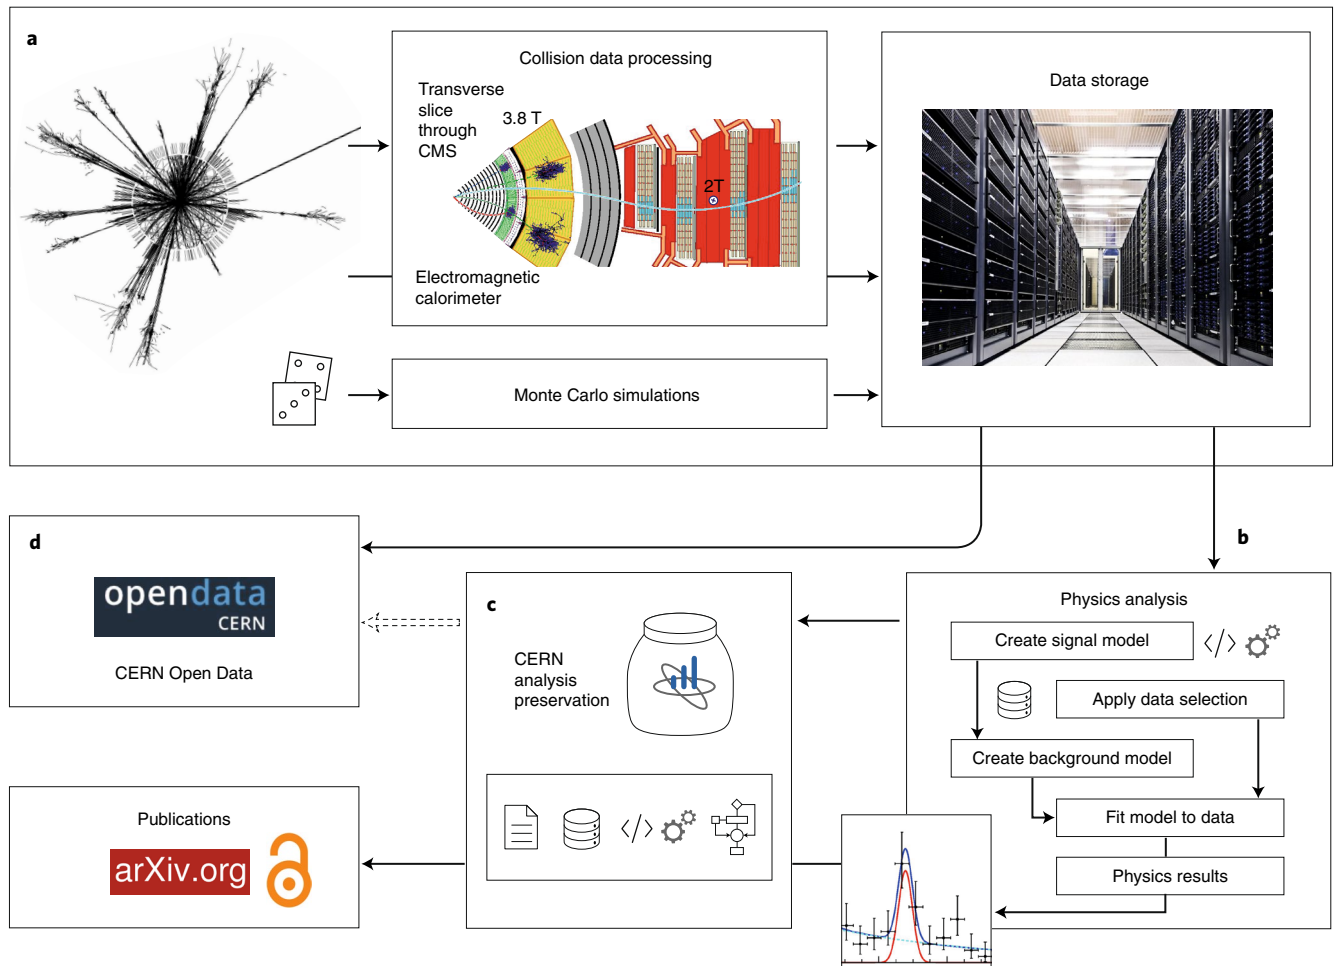 a
Collision data processing
Transverse
slice
through
CMS
3.8 T
2T
Electromagnetic
calorimeter
Data storage
Monte Carlo simulations
d
opendata
CERN
CERN Open Data
b
Physics analysis
Create signal model
</>
Apply data selection
Create background model
Fit model to data
Physics results
c
CERN
analysis
preservation
</>
Publications
arXiv.org